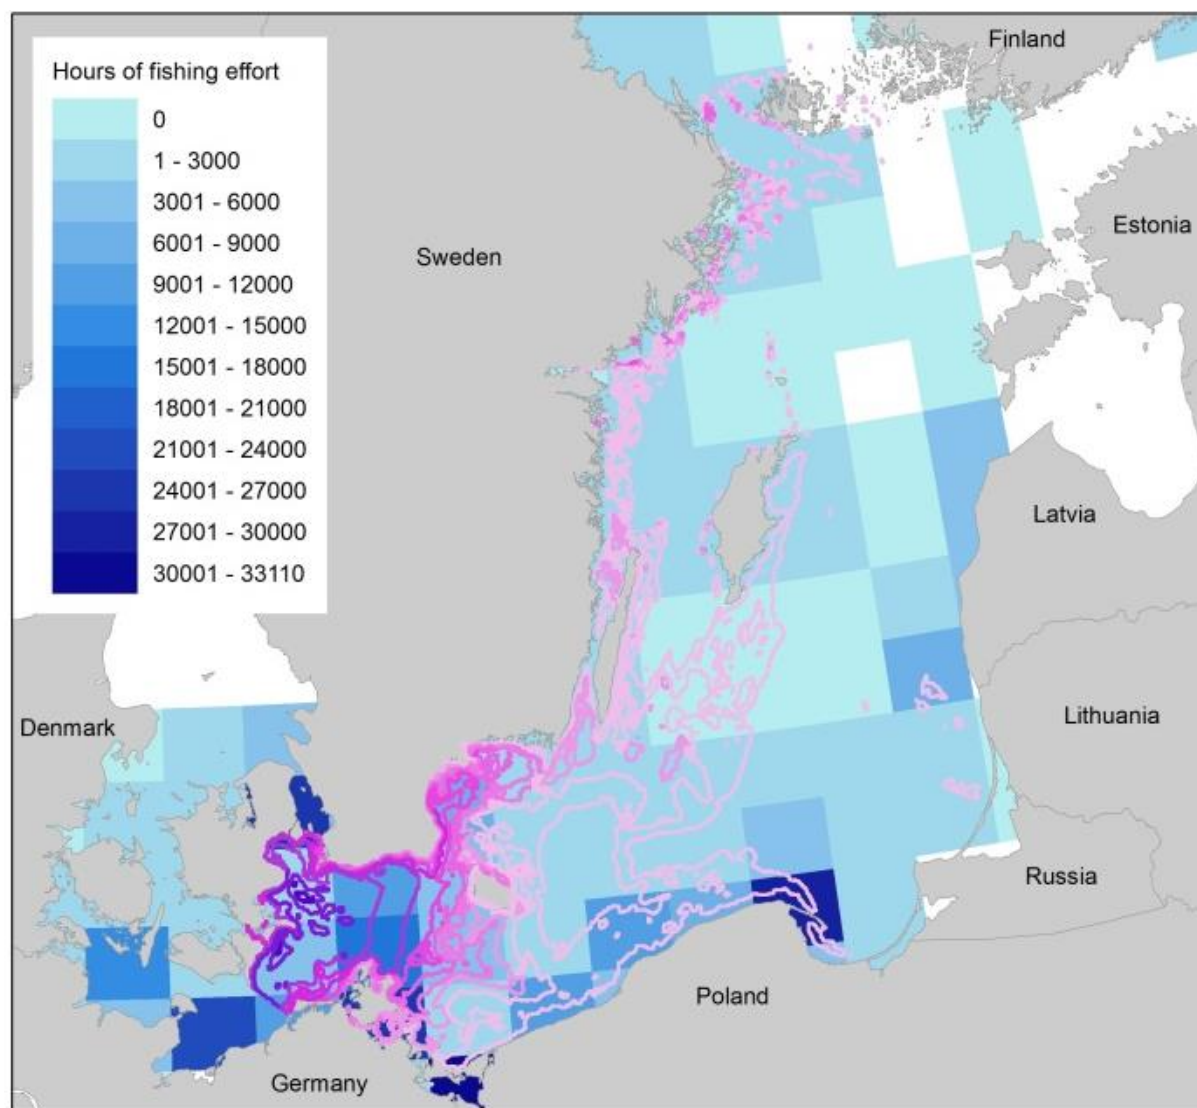 Hours of fishing effort
0
1 - 3000
3001 - 6000
6001 - 9000
9001 - 12000
12001 - 15000
15001 - 18000
18001 - 21000
21001 - 24000
24001 - 27000
27001 - 30000
30001 - 33110
Finland
Estonia
Sweden
Latvia
Lithuania
Denmark
Russia
Poland
Germany